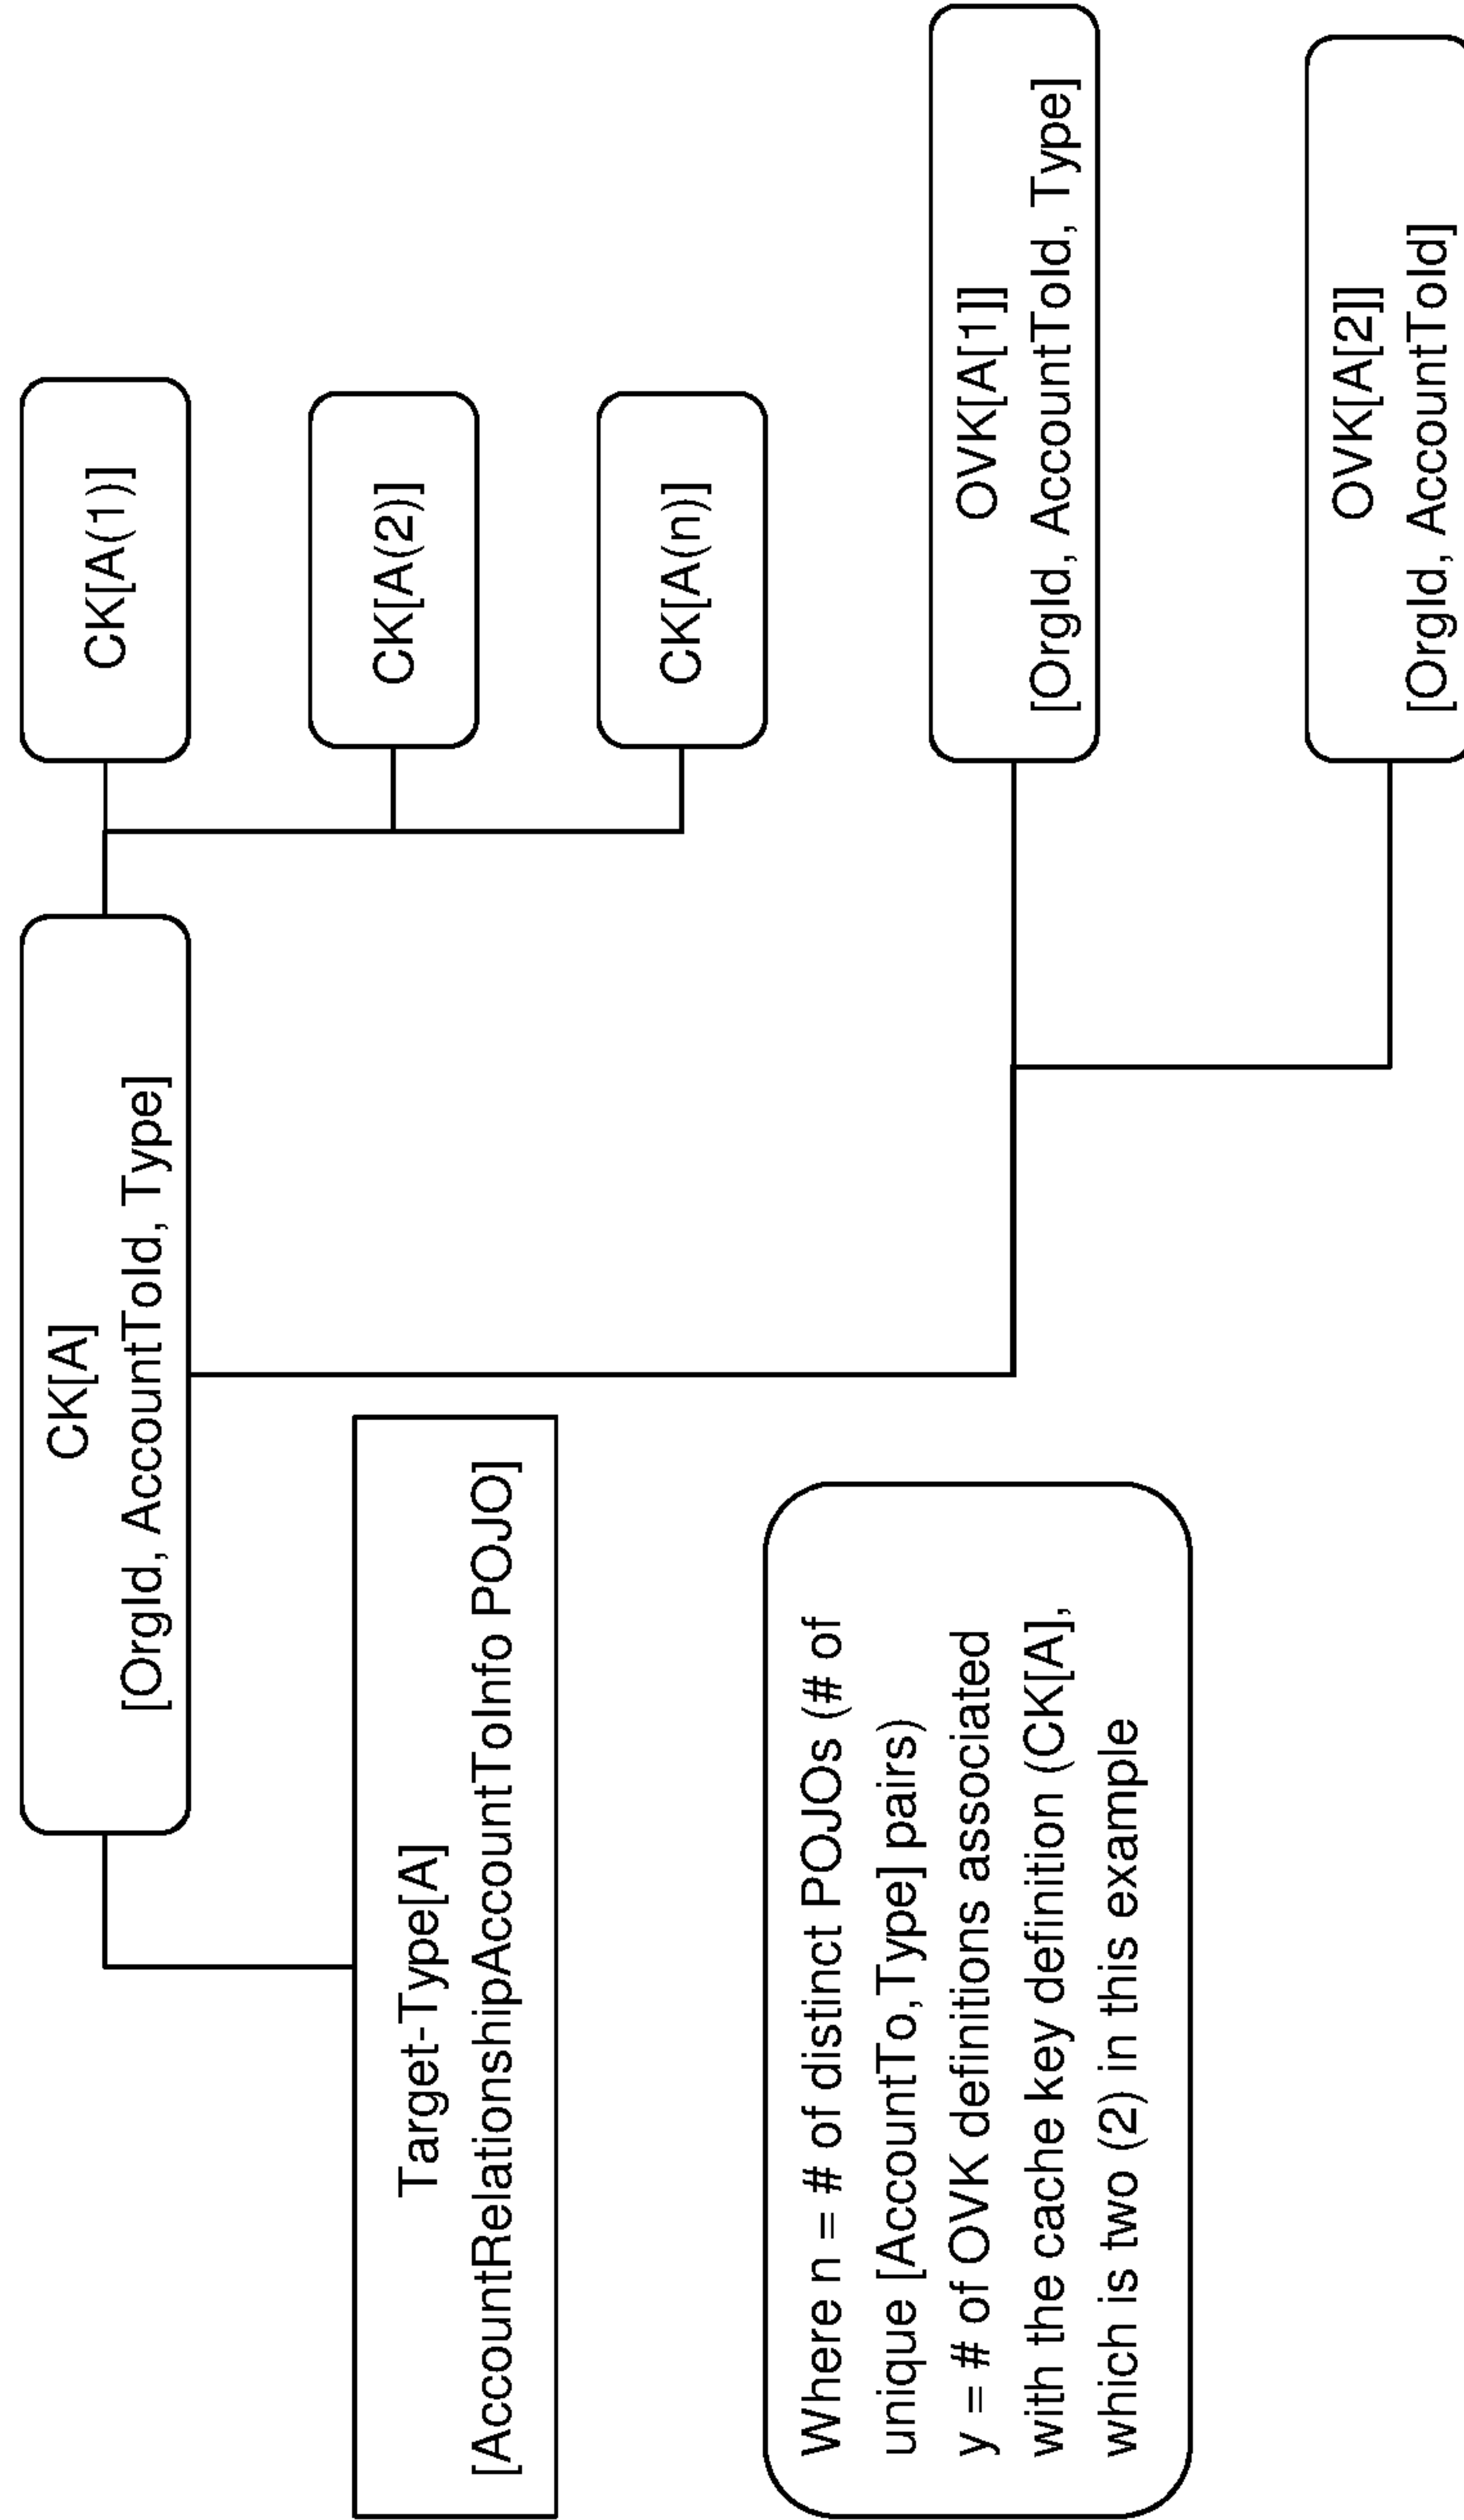 CK[A]
[OrgId, AccountToId, Type]
CK[A(1)]
CK[A(2)]
CK[A(n)]
Target-Type[A]
[AccountRelationshipAccountToInfo POJO]
Where n = # of distinct POJOs (# of
unique [AccountTo,Type] pairs)
y = # of OVK definitions associated
with the cache key definition (CK[A],
which is two (2) in this example
OVK[A[1]]
[OrgId, AccountToId, Type]
OVK[A[2]]
[OrgId, AccountToId]